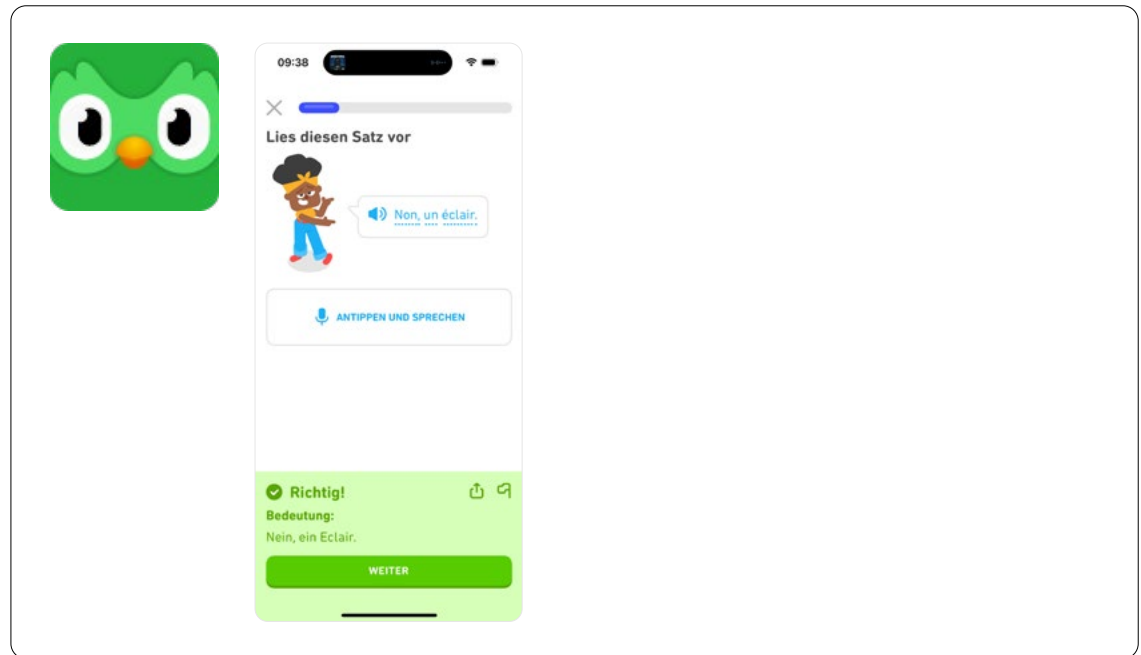 09:38
Lies diesen Satz vor
Non, un éclair.
ANTIPPEN UND SPRECHEN
Richtig!
Bedeutung:
Nein, ein Eclair.
WEITER